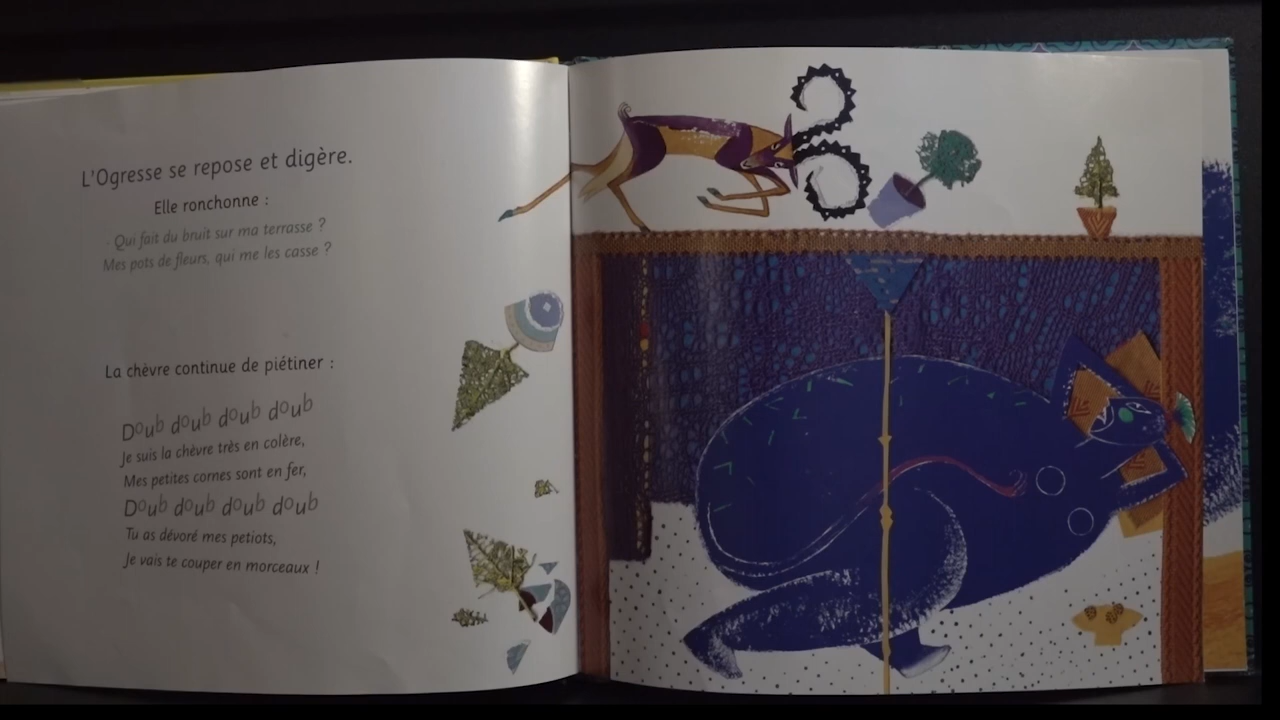 L'Ogresse se repose et digère.
Elle ronchonne :
- Qui fait du bruit sur ma terrasse ?
Mes pots de fleurs, qui me les casse ?
La chèvre continue de piétiner :
Doub doub doub doub
Je suis la chèvre très en colère,
Mes petites cornes sont en fer,
Doub doub doub doub
Tu as dévoré mes petiots,
Je vais te couper en morceaux !